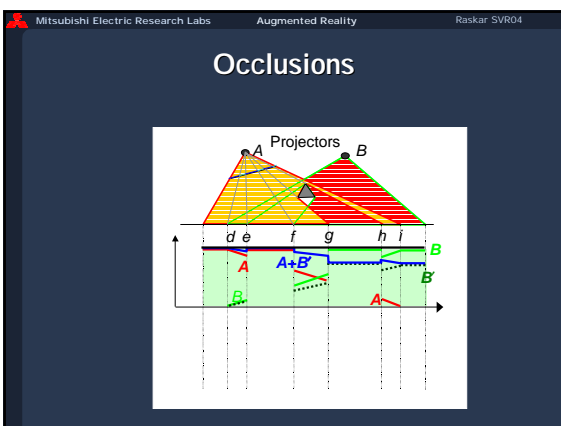 Mitsubishi Electric Research Labs Augmented Reality Raskar SVR04
Occlusions
Projectors
A B
d e f g h i
B
A+B'
A
B'
B
A